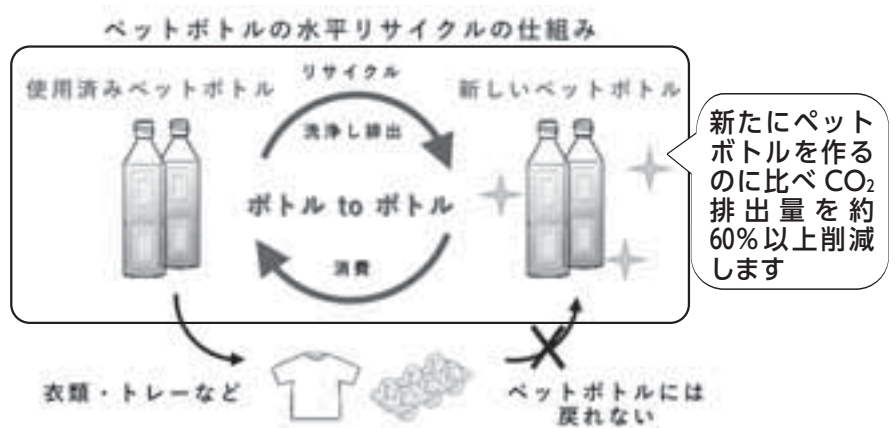 ペットボトルの水平リサイクルの仕組み
リサイクル
使用済みペットボトル
新しいペットボトル
洗浄し排出
ボトル to ボトル
消費
新たにペット
ボトルを作る
のに比べ CO₂
排出量を約
60%以上削減
します
衣類・トレーなど
ペットボトルには
戻れない